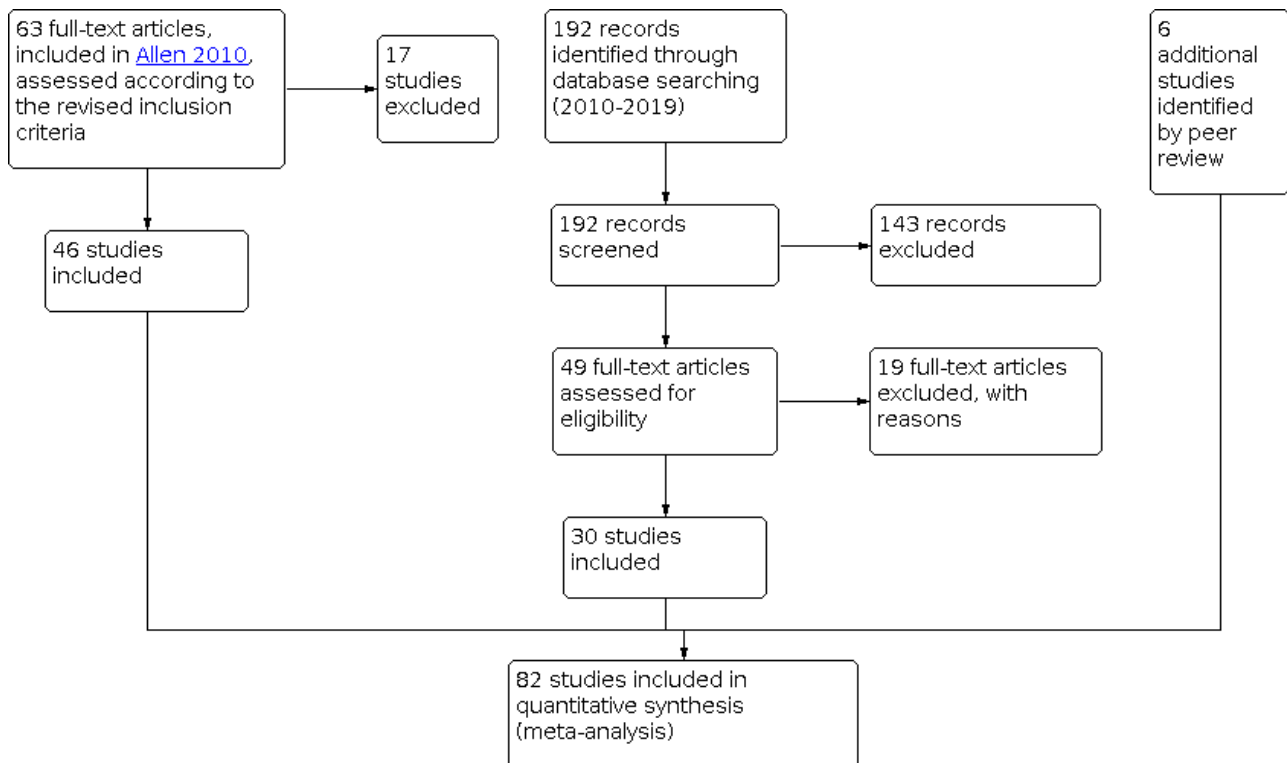 63 full-text articles,
included in Allen 2010,
assessed according to
the revised inclusion
criteria
17
studies
excluded
192 records
identified through
database searching
(2010-2019)
6
additional
studies
identified
by peer
review
46 studies
included
192 records
screened
143 records
excluded
49 full-text articles
assessed for
eligibility
19 full-text articles
excluded, with
reasons
30 studies
included
82 studies included in
quantitative synthesis
(meta-analysis)